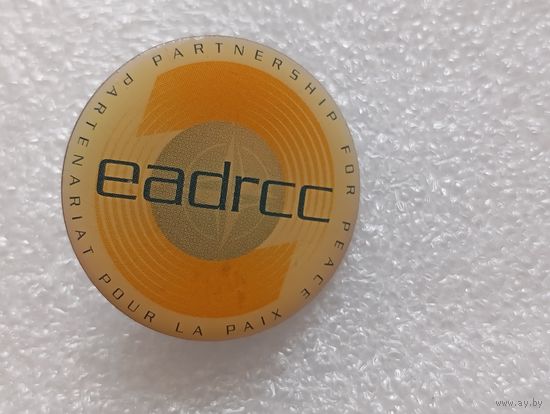 PARTNERSHIP FOR PEACE
eadrcc
PARTENARIAT POUR LA PAIX
www.ay.by